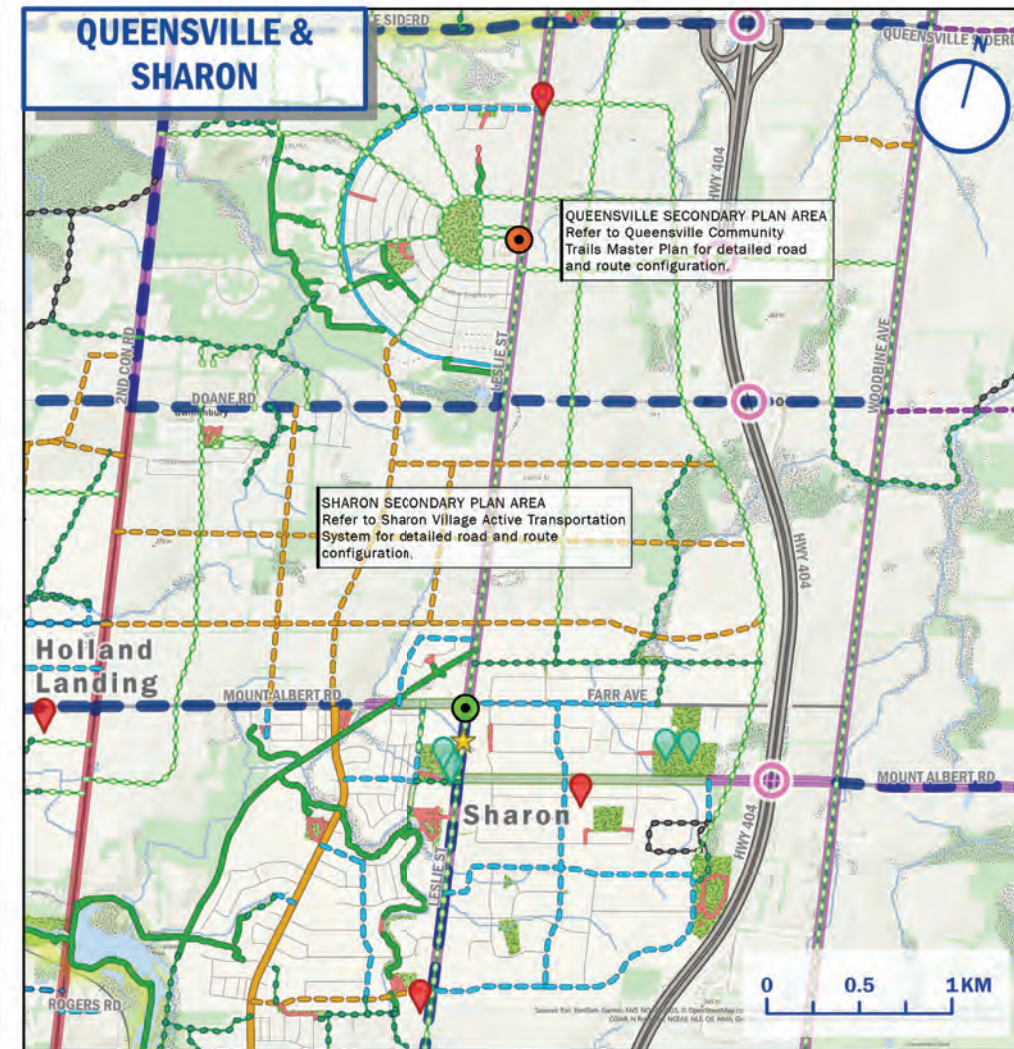 QUEENSVILLE &
SHARON
E SIDERD
QUEENSVILLE SIDERD
N
HWY 404
QUEENSVILLE SECONDARY PLAN AREA
Refer to Queensville Community
Trails Master Plan for detailed road
and route configuration.
2ND CON RD
LESLIE ST
WOODBINE AVE
DOANE RD
SHARON SECONDARY PLAN AREA
Refer to Sharon Village Active Transportation
System for detailed road and route
configuration.
HWY 404
Holland
Landing
MOUNT ALBERT RD
FARR AVE
MOUNT ALBERT RD
Sharon
HWY 404
LESLIE ST
ROGERS RD
0 0.5 1KM